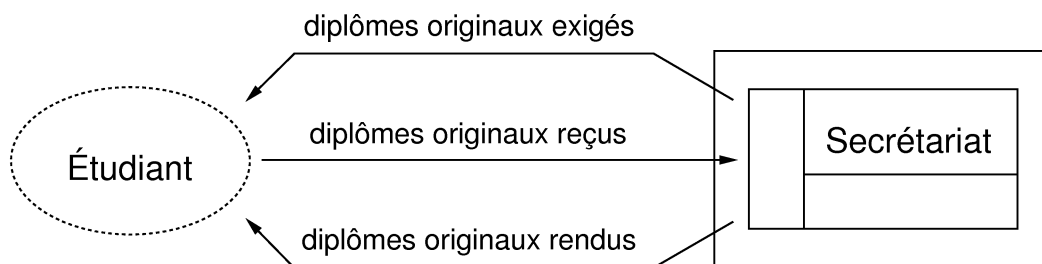 diplômes originaux exigés
diplômes originaux reçus
Étudiant
Secrétariat
diplômes originaux rendus